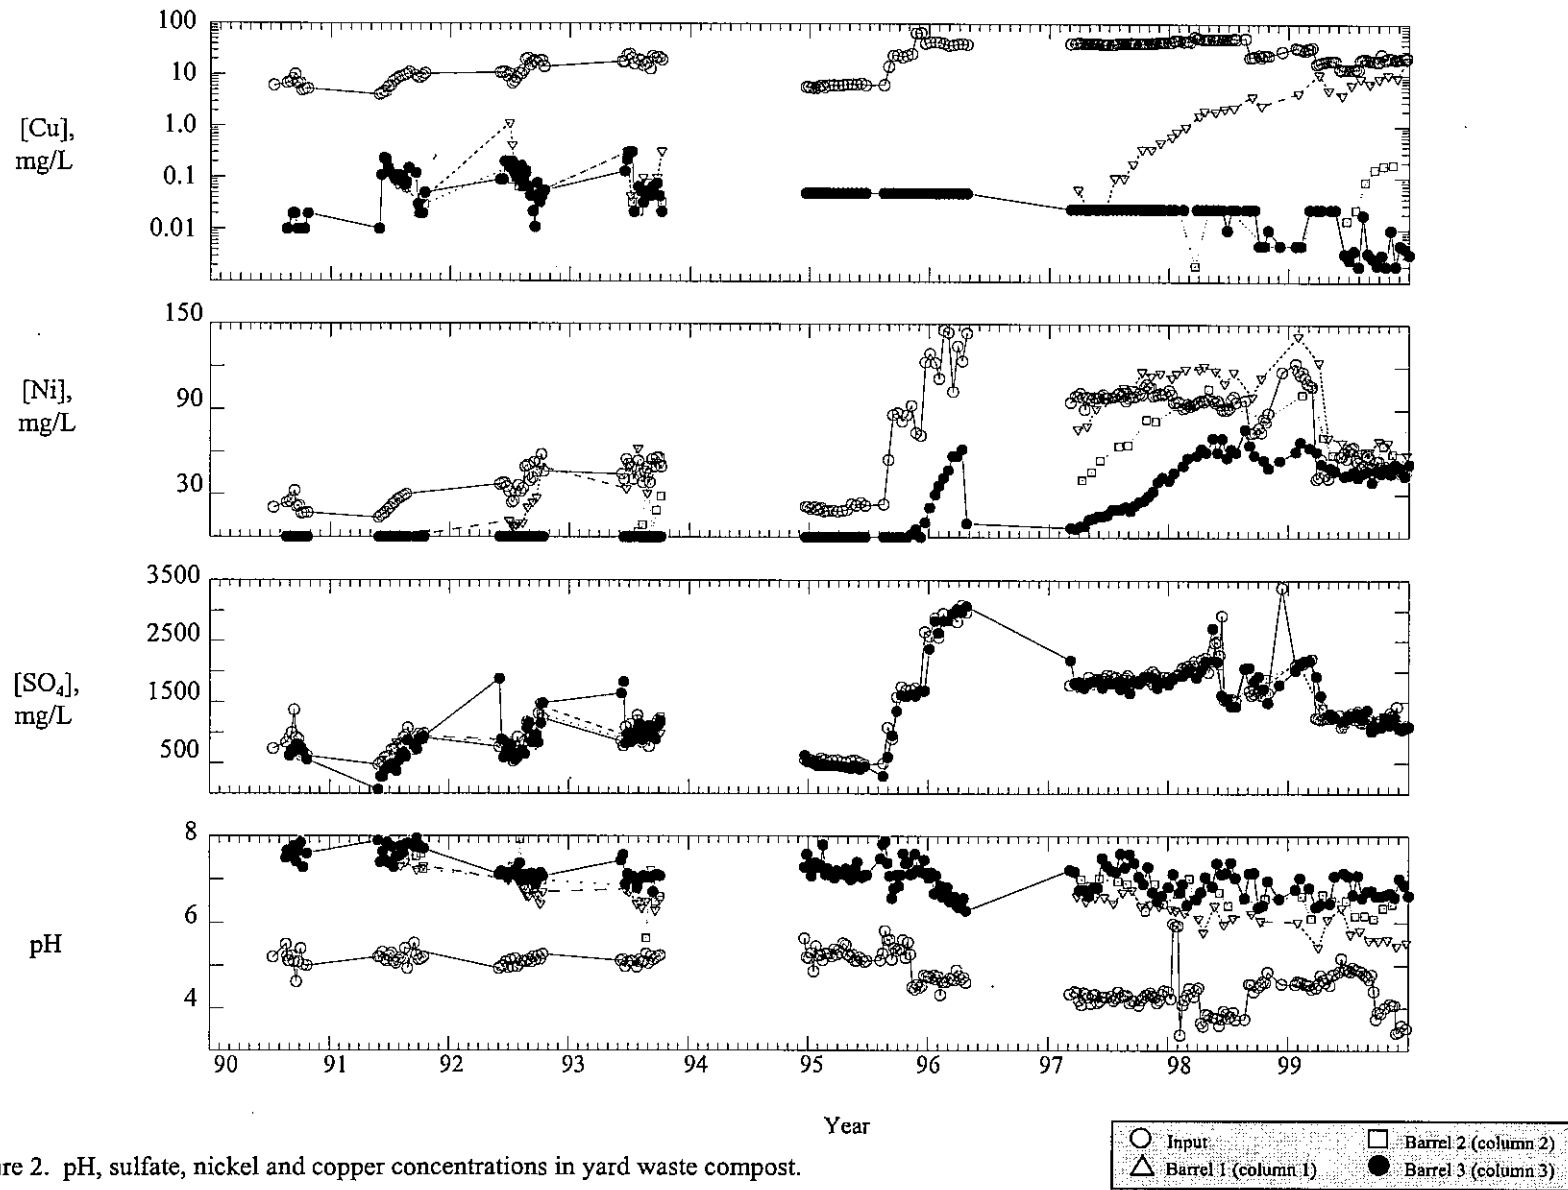 100
10
1.0
0.1
0.01
[Cu],
mg/L
150
90
30
[Ni],
mg/L
3500
2500
1500
500
[SO₄],
mg/L
8
6
4
pH
90 91 92 93 94 95 96 97 98 99
Year
Input
Barrel 2 (column 2)
Barrel 1 (column 1)
Barrel 3 (column 3)
re 2. pH, sulfate, nickel and copper concentrations in yard waste compost.